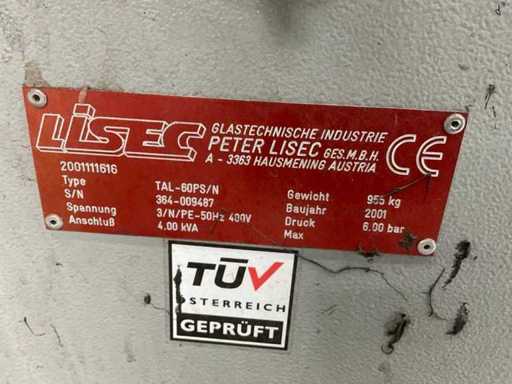 LiSEC
GLASTECHNISCHE INDUSTRIE
PETER LISEC GES.M.B.H.
A - 3363 HAUSMENING AUSTRIA
CE
2001111616
Type TAL-60PS/N
S/N 364-009487
Spannung 3/N/PE-50Hz 400V
Anschluß 4.00 kVA
Gewicht 955 kg
Baujahr 2001
Druck 6.00 bar
Max
TÜV
STERREICH
GEPRÜFT